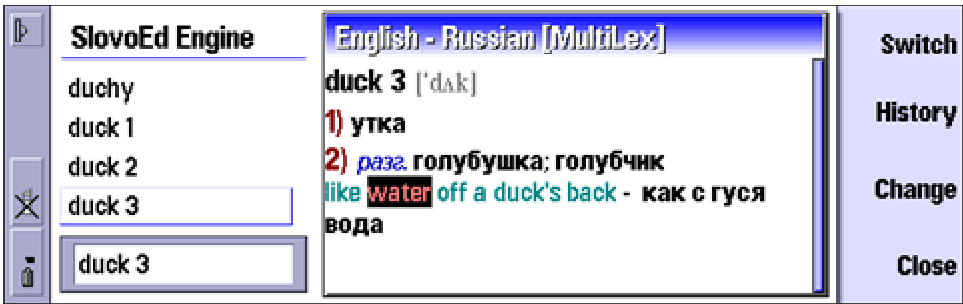 SlovoEd Engine
duchy
duck 1
duck 2
duck 3
duck 3
English - Russian [MultiLex]
duck 3 ['dʌk]
1) утка
2) разг. голубушка; голубчик
like water off a duck's back - как с гуся
вода
Switch
History
Change
Close